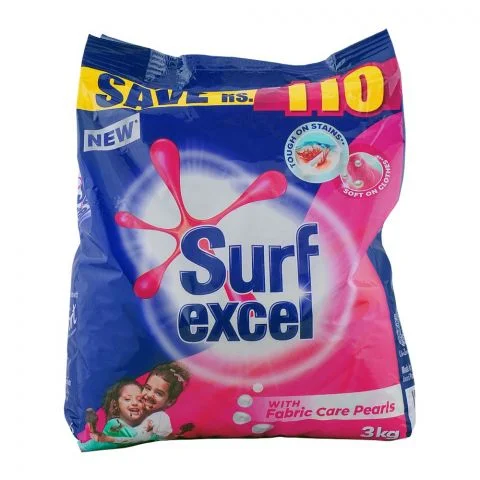 SAVE RS. 110
NEW*
TOUGH ON STAINS**
SOFT ON CLOTHES
Surf
excel
WITH
Fabric Care Pearls
3kg